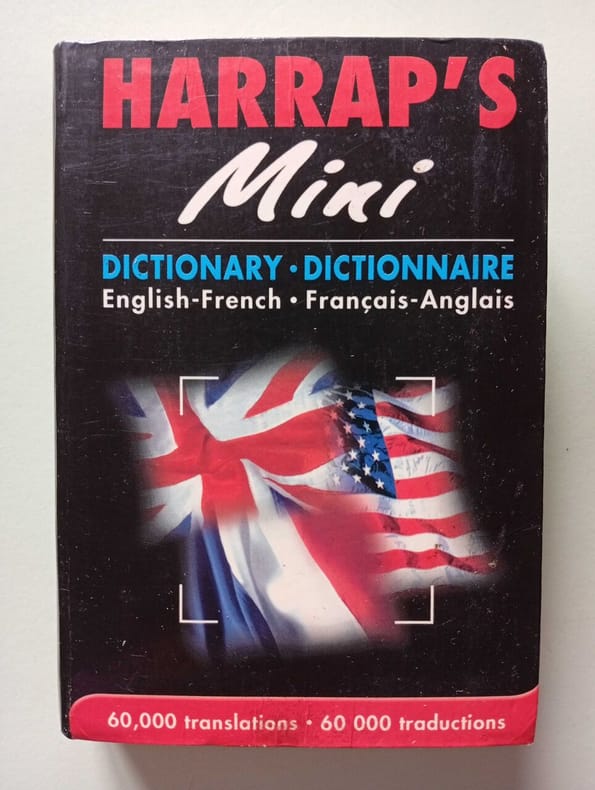 HARRAP'S
Mini
DICTIONARY · DICTIONNAIRE
English-French · Français-Anglais
60,000 translations · 60 000 traductions